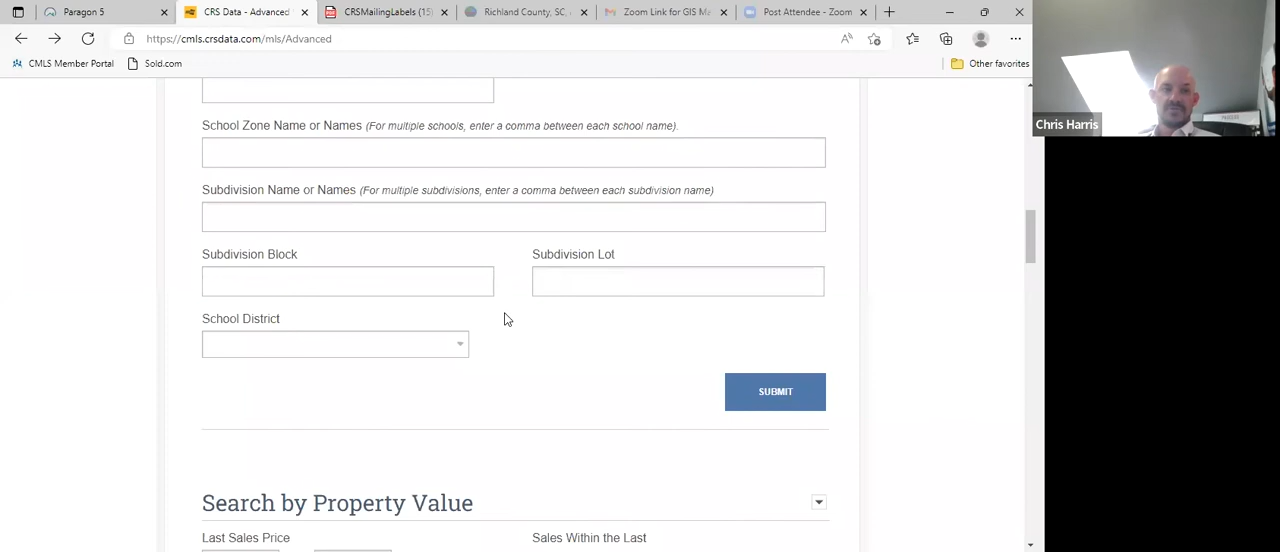 Paragon 5
CRS Data - Advanced
CRSMailingLabels (15)
Richland County, SC,
Zoom Link for GIS Ma
Post Attendee - Zoom
https://cmls.crsdata.com/mls/Advanced
CMLS Member Portal
Sold.com
Other favorites
Chris Harris
School Zone Name or Names (For multiple schools, enter a comma between each school name).
Subdivision Name or Names (For multiple subdivisions, enter a comma between each subdivision name)
Subdivision Block
Subdivision Lot
School District
SUBMIT
Search by Property Value
Last Sales Price
Sales Within the Last